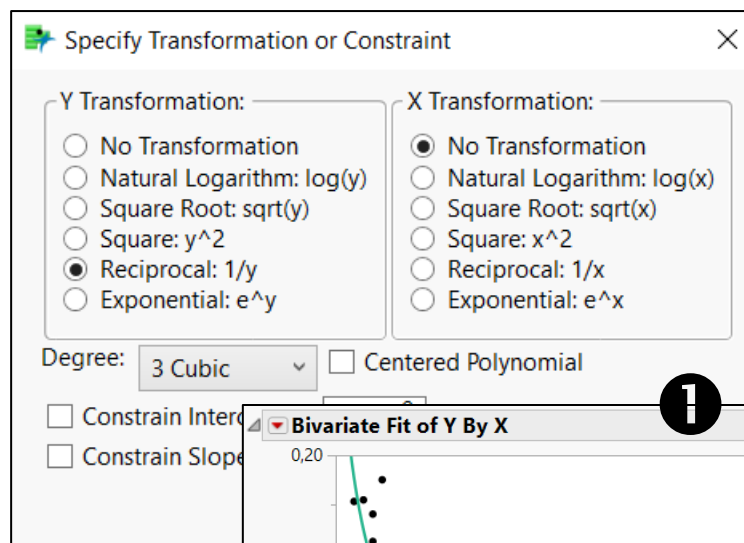 Specify Transformation or Constraint
Y Transformation:
No Transformation
Natural Logarithm: log(y)
Square Root: sqrt(y)
Square: y^2
Reciprocal: 1/y
Exponential: e^y
X Transformation:
No Transformation
Natural Logarithm: log(x)
Square Root: sqrt(x)
Square: x^2
Reciprocal: 1/x
Exponential: e^x
Degree: 3 Cubic Centered Polynomial
Constrain Interc
Constrain Slope
1
Bivariate Fit of Y By X
0,20